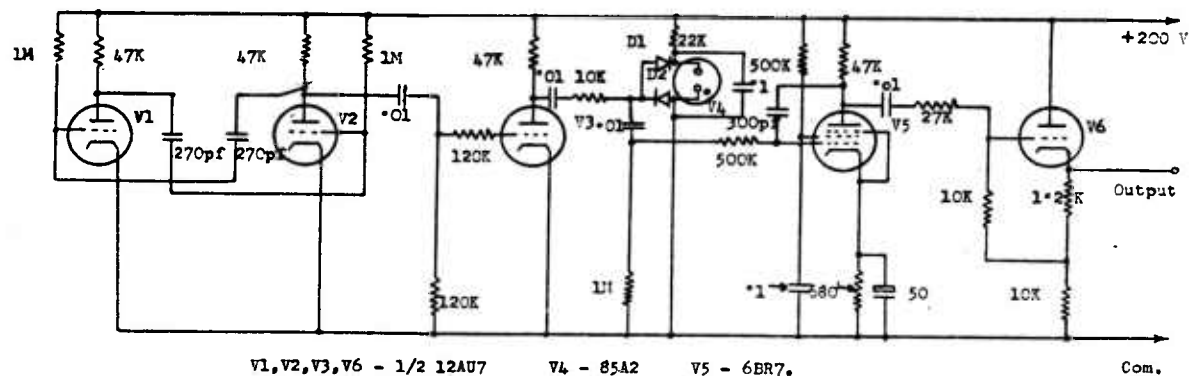 1M
47K
47K
1M
V1
270pf
270pf
V2
·01
120K
120K
47K
·01
10K
V3
·01
1M
D1
D2
22K
V4
·1
500K
300pf
500K
47K
·01
V5
27K
·1
680
50
10K
V6
1·2K
10K
+200 V
Output
Com.
V1,V2,V3,V6 - 1/2 12AU7 V4 - 85A2 V5 - 6BR7.